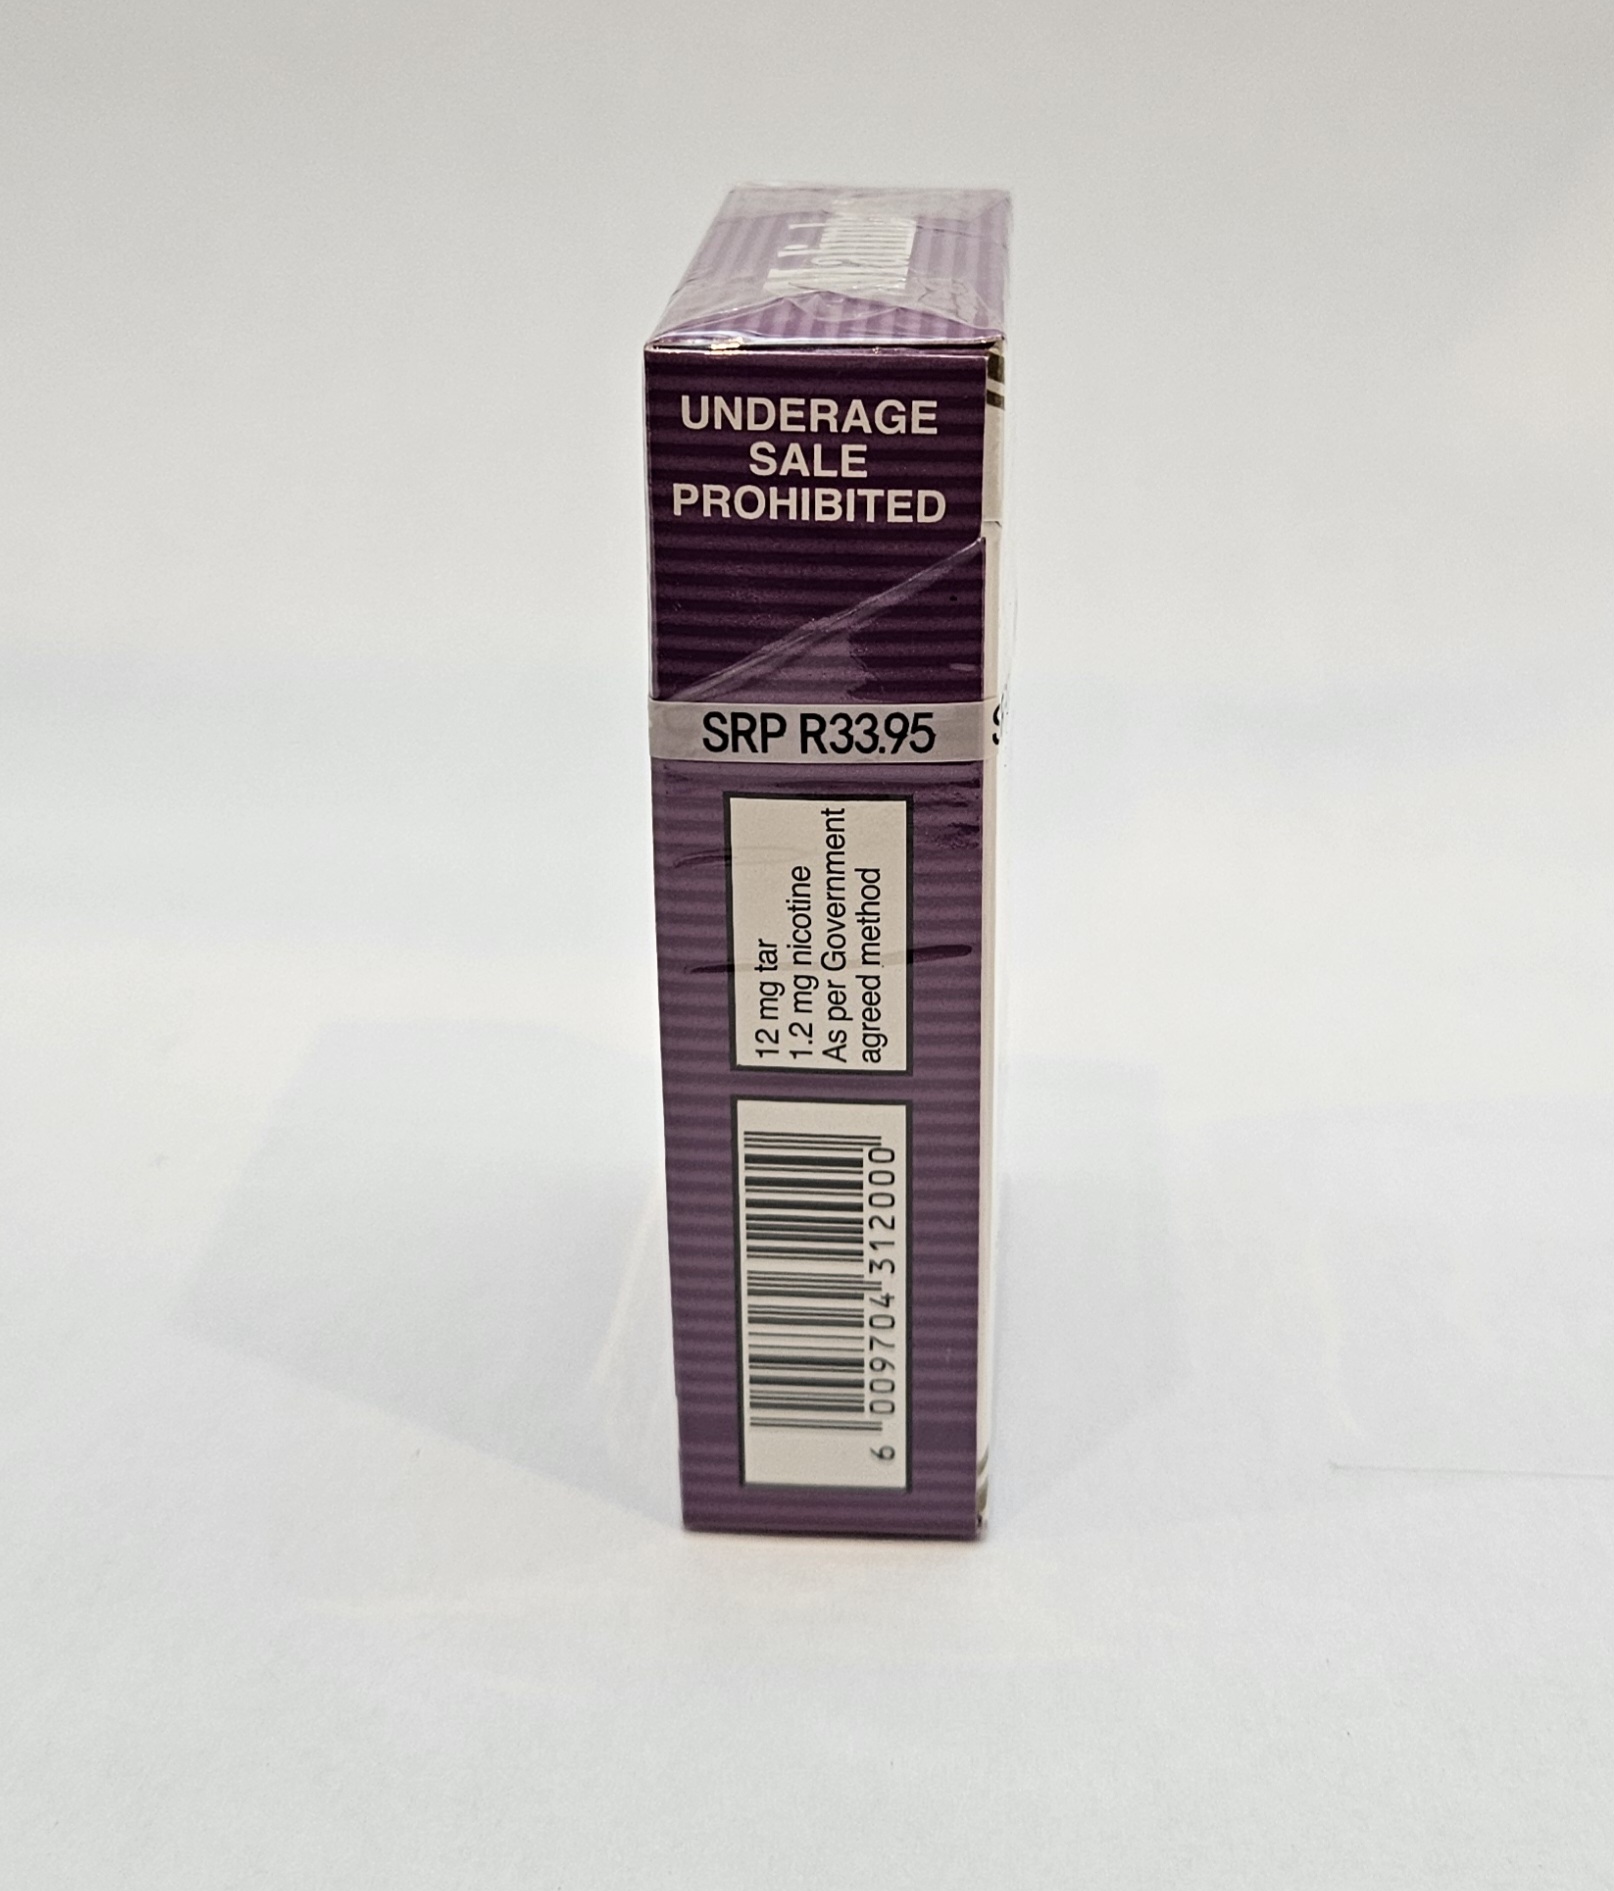 UNDERAGE
SALE
PROHIBITED
SRP R33.95
12 mg tar
1.2 mg nicotine
As per Government
agreed method
6 009704 312000